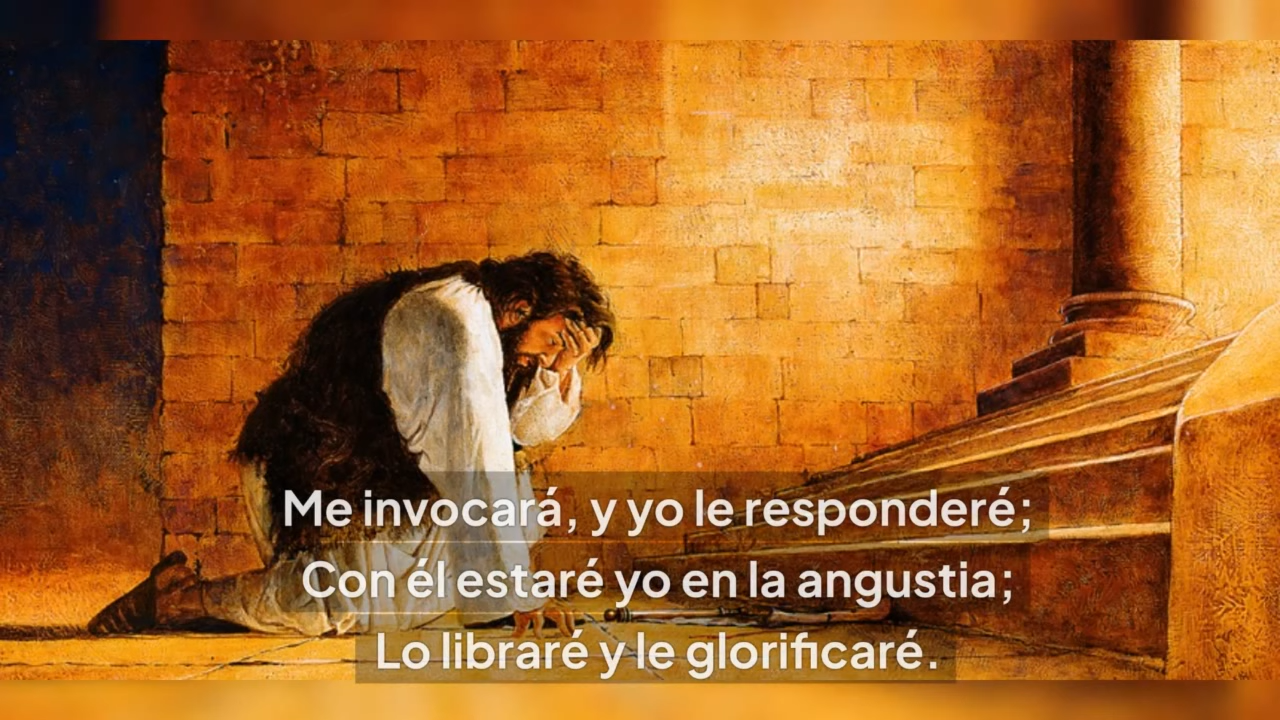 Me invocará, y yo le responderé;
Con él estaré yo en la angustia;
Lo libraré y le glorificaré.